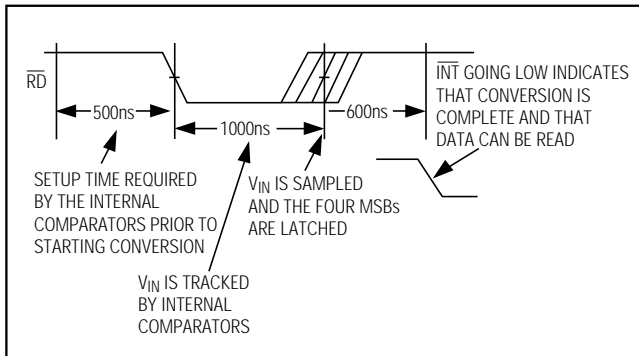 RD
500ns
1000ns
600ns
INT GOING LOW INDICATES
THAT CONVERSION IS
COMPLETE AND THAT
DATA CAN BE READ
SETUP TIME REQUIRED
BY THE INTERNAL
COMPARATORS PRIOR TO
STARTING CONVERSION
VIN IS SAMPLED
AND THE FOUR MSBs
ARE LATCHED
VIN IS TRACKED
BY INTERNAL
COMPARATORS